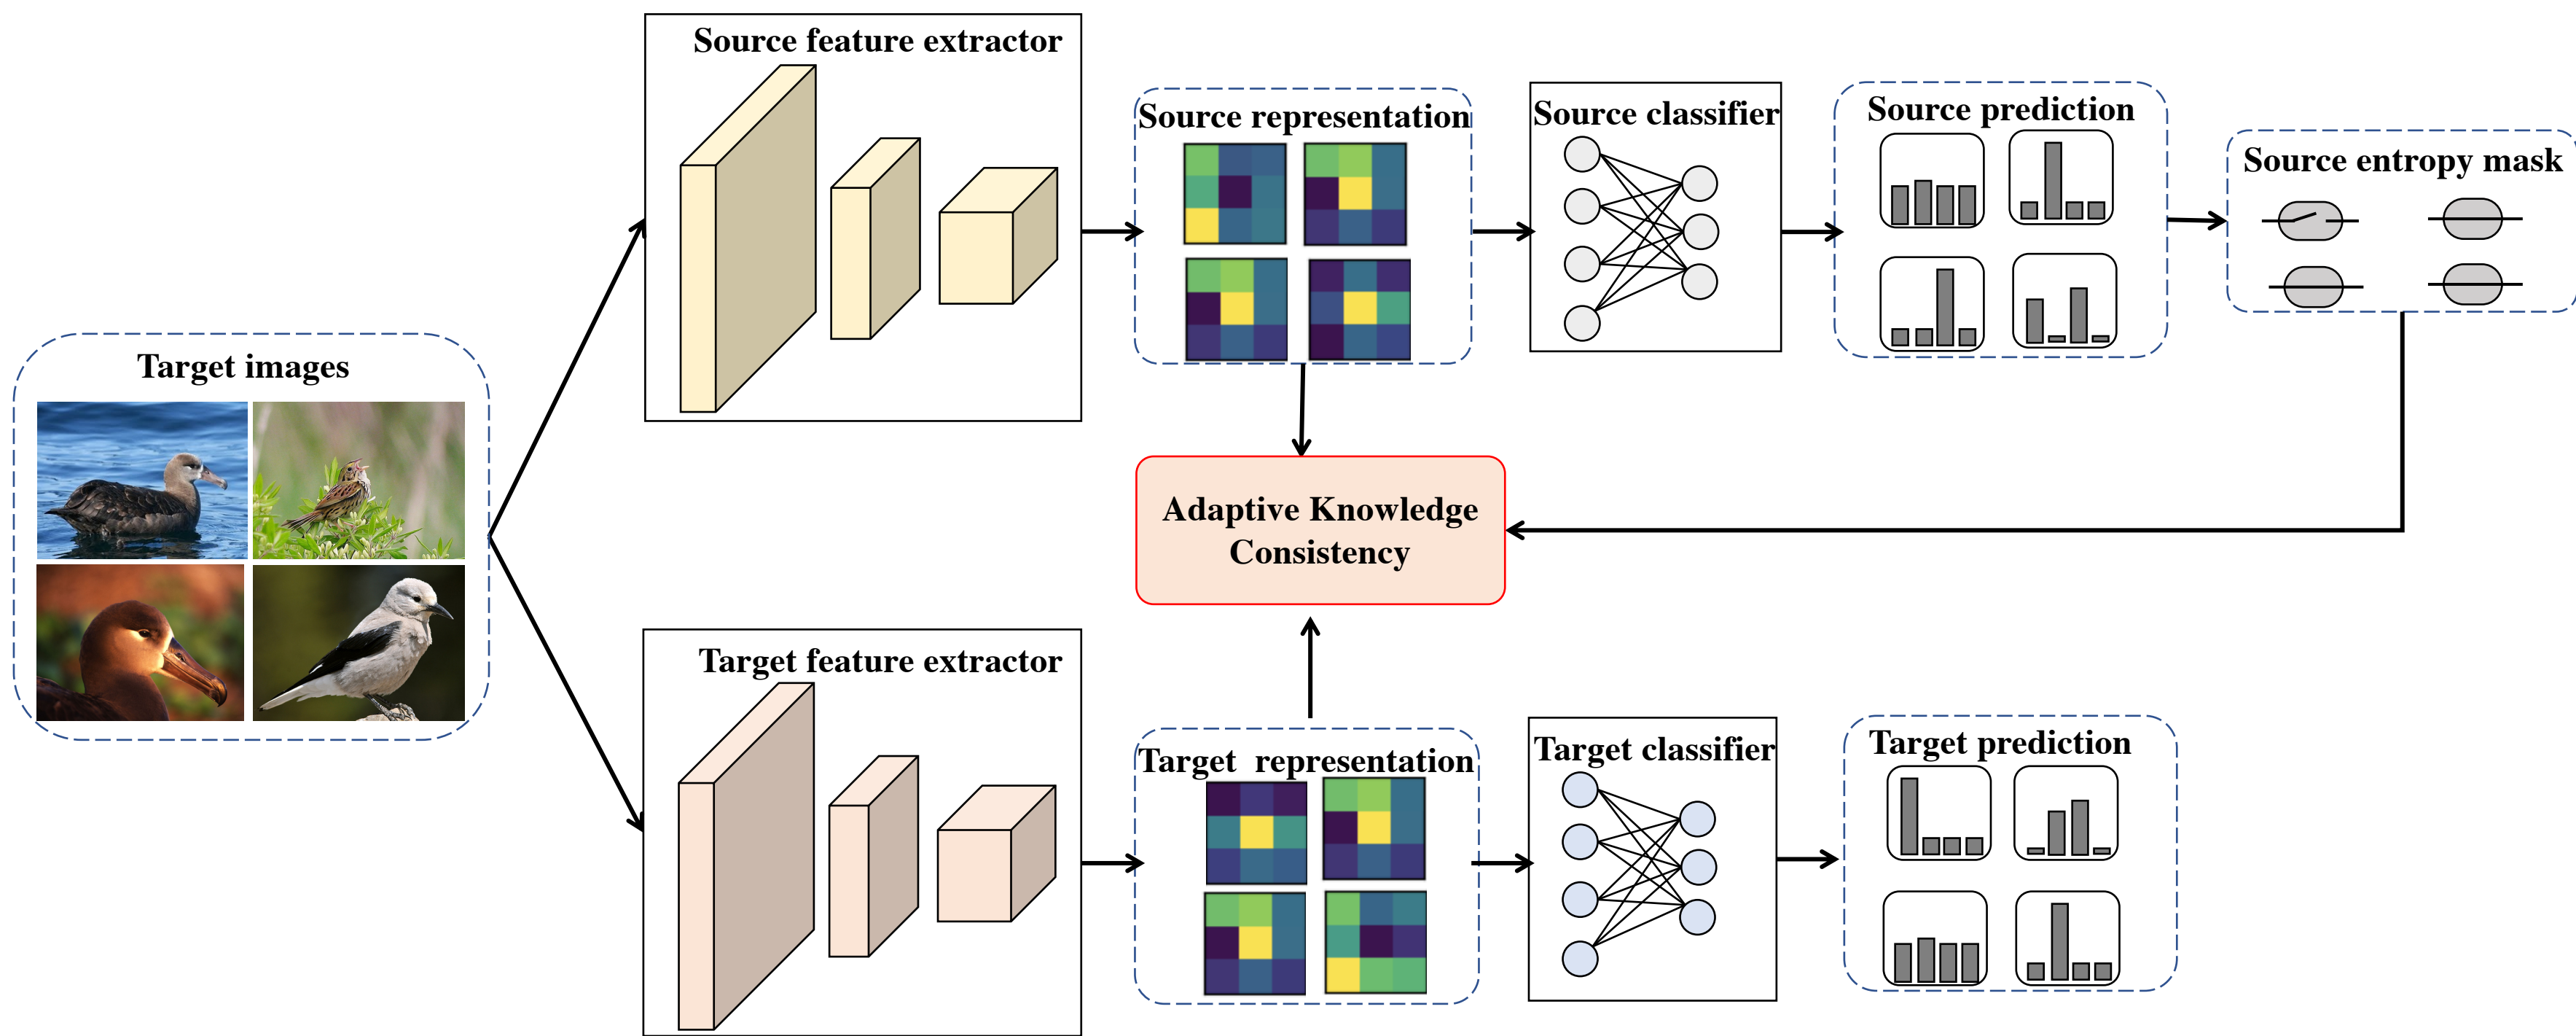 Source feature extractor
Source representation
Source classifier
Source prediction
Source entropy mask
Target images
Adaptive Knowledge
Consistency
Target feature extractor
Target representation
Target classifier
Target prediction